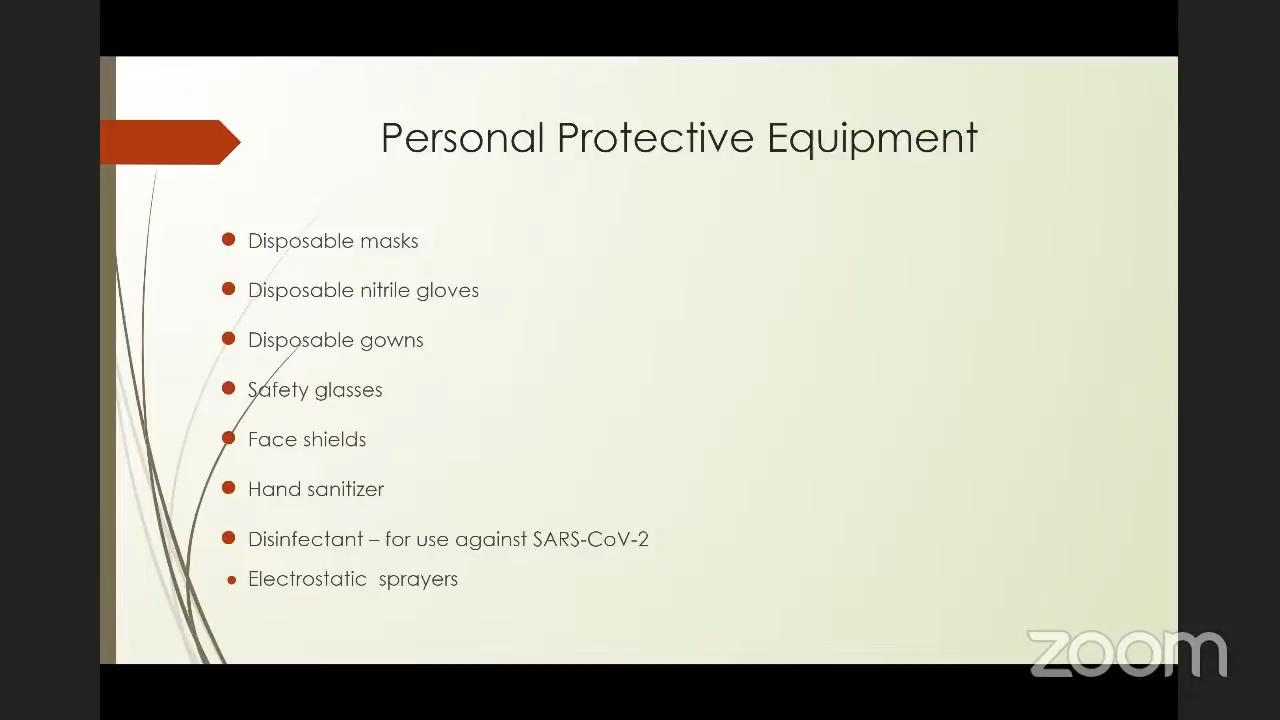 Personal Protective Equipment
Disposable masks
Disposable nitrile gloves
Disposable gowns
Safety glasses
Face shields
Hand sanitizer
Disinfectant – for use against SARS-CoV-2
Electrostatic  sprayers
zoom